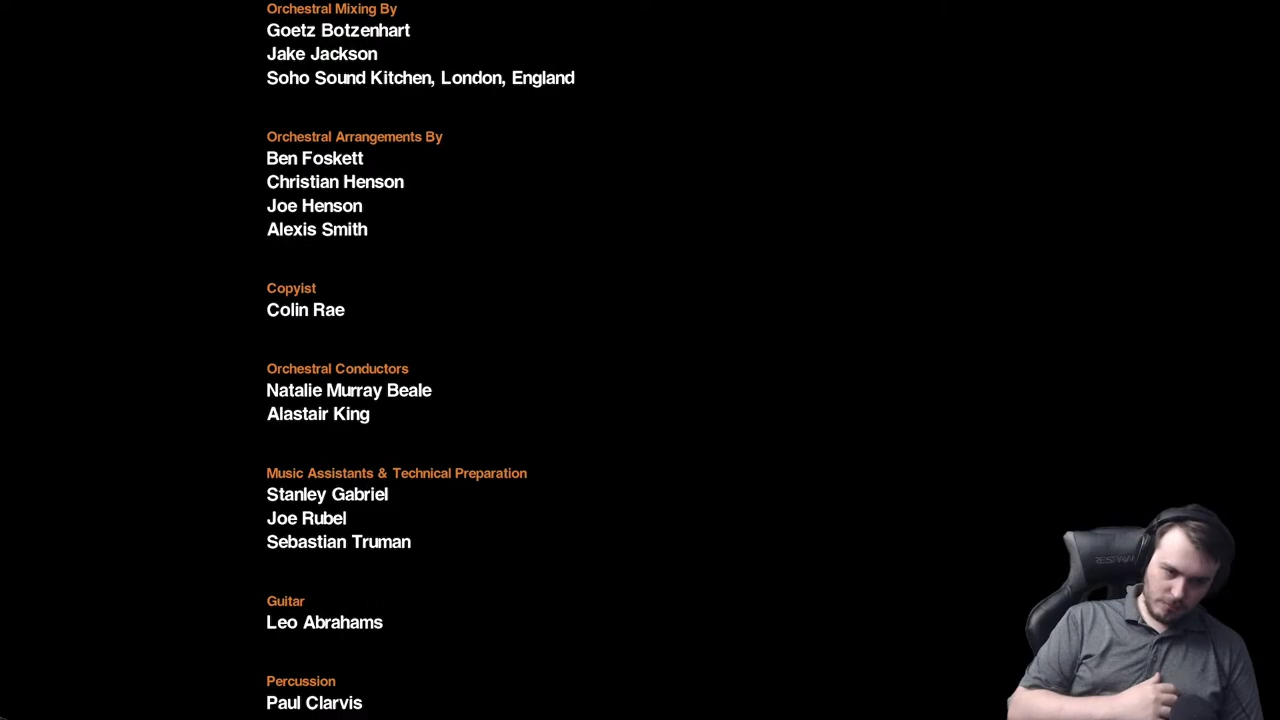 Orchestral Mixing By
Goetz Botzenhart
Jake Jackson
Soho Sound Kitchen, London, England
Orchestral Arrangements By
Ben Foskett
Christian Henson
Joe Henson
Alexis Smith
Copyist
Colin Rae
Orchestral Conductors
Natalie Murray Beale
Alastair King
Music Assistants & Technical Preparation
Stanley Gabriel
Joe Rubel
Sebastian Truman
Guitar
Leo Abrahams
Percussion
Paul Clarvis